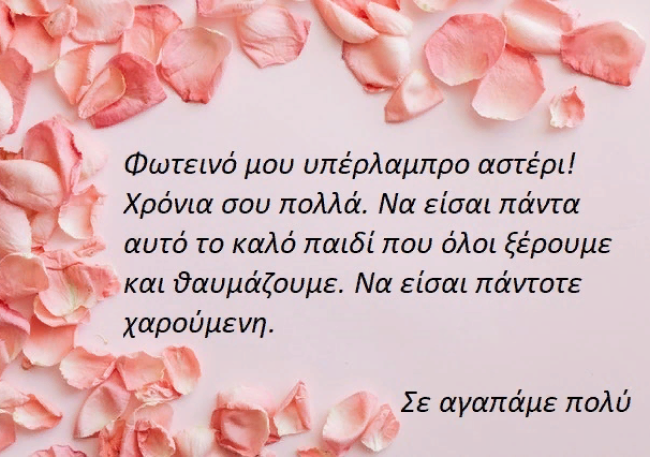 Φωτεινό μου υπέρλαμπρο αστέρι!
Χρόνια σου πολλά. Να είσαι πάντα
αυτό το καλό παιδί που όλοι ξέρουμε
και θαυμάζουμε. Να είσαι πάντοτε
χαρούμενη.
Σε αγαπάμε πολύ